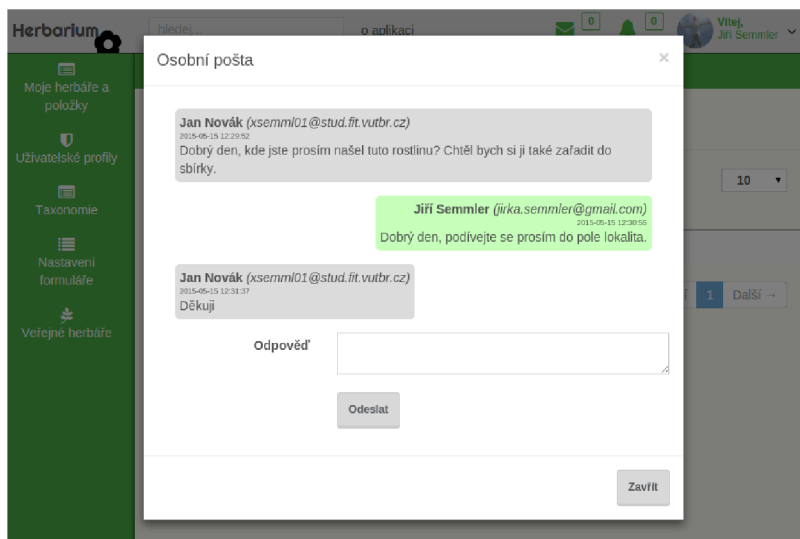 Herbarium
hledej...
o aplikaci
0
0
Vítej,
Jiří Semmler
Moje herbáře a
položky
Uživatelské profily
Taxonomie
Nastavení
formuláře
Veřejné herbáře
Osobní pošta
×
Jan Novák (xsemml01@stud.fit.vutbr.cz)
2015-05-15 12:29:52
Dobrý den, kde jste prosím našel tuto rostlinu? Chtěl bych si ji také zařadit do
sbírky.
Jiří Semmler (jirka.semmler@gmail.com)
2015-05-15 12:30:55
Dobrý den, podívejte se prosím do pole lokalita.
Jan Novák (xsemml01@stud.fit.vutbr.cz)
2015-05-15 12:31:37
Děkuji
Odpověď
Odeslat
Zavřít
10
1 Další →